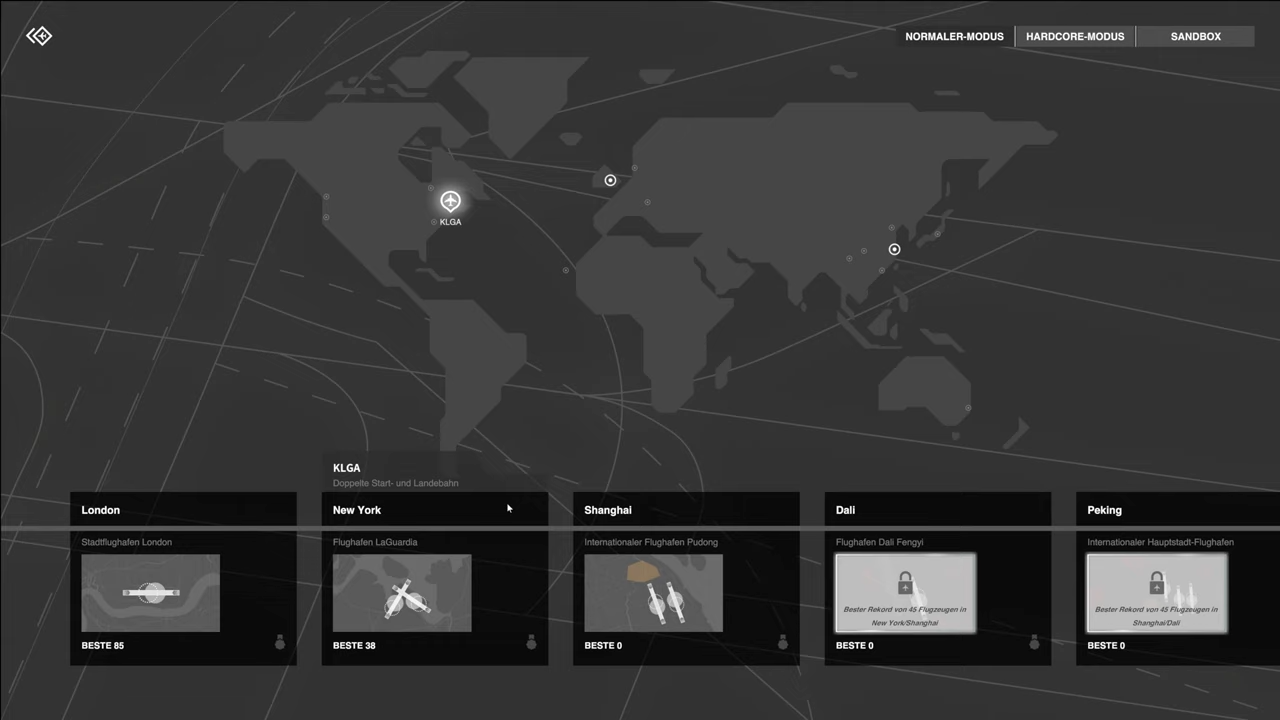 NORMALER-MODUS
HARDCORE-MODUS
SANDBOX
KLGA
KLGA
Doppelte Start- und Landebahn
London
Stadtflughafen London
BESTE 85
New York
Flughafen LaGuardia
BESTE 38
Shanghai
Internationaler Flughafen Pudong
BESTE 0
Dali
Flughafen Dali Fengyi
Bester Rekord von 45 Flugzeugen in
New York/Shanghai
BESTE 0
Peking
Internationaler Hauptstadt-Flughafen
Bester Rekord von 45 Flugzeugen in
Shanghai/Dali
BESTE 0